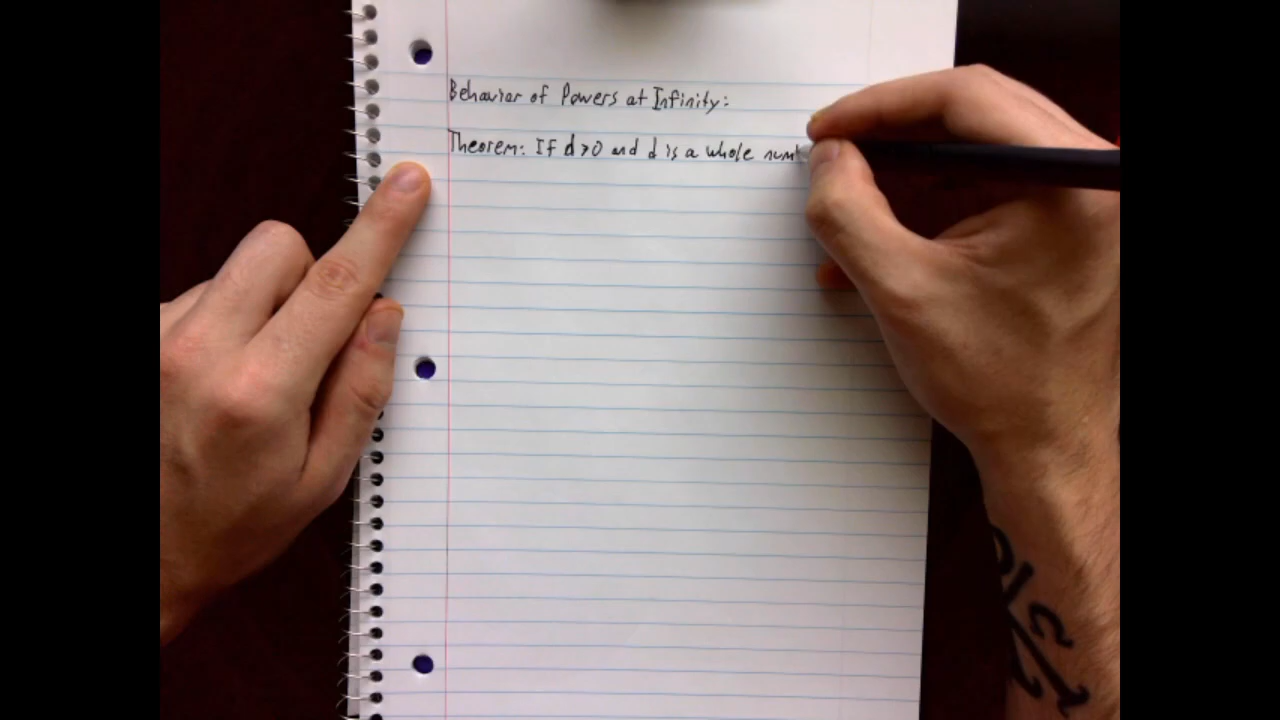 Behavior of Powers at Infinity:
Theorem: If d>0 and d is a whole